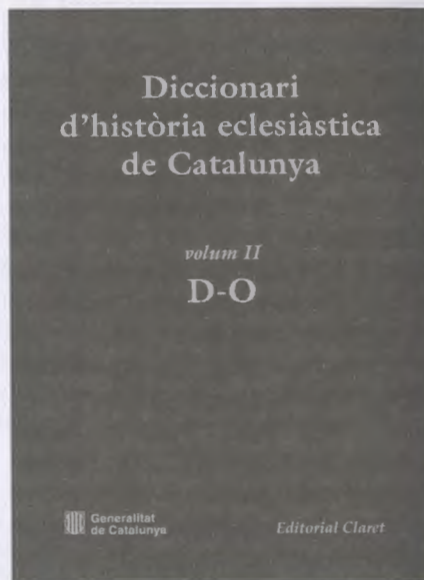 Diccionari
d'història eclesiàstica
de Catalunya
volum II
D-O
Generalitat
de Catalunya
Editorial Claret